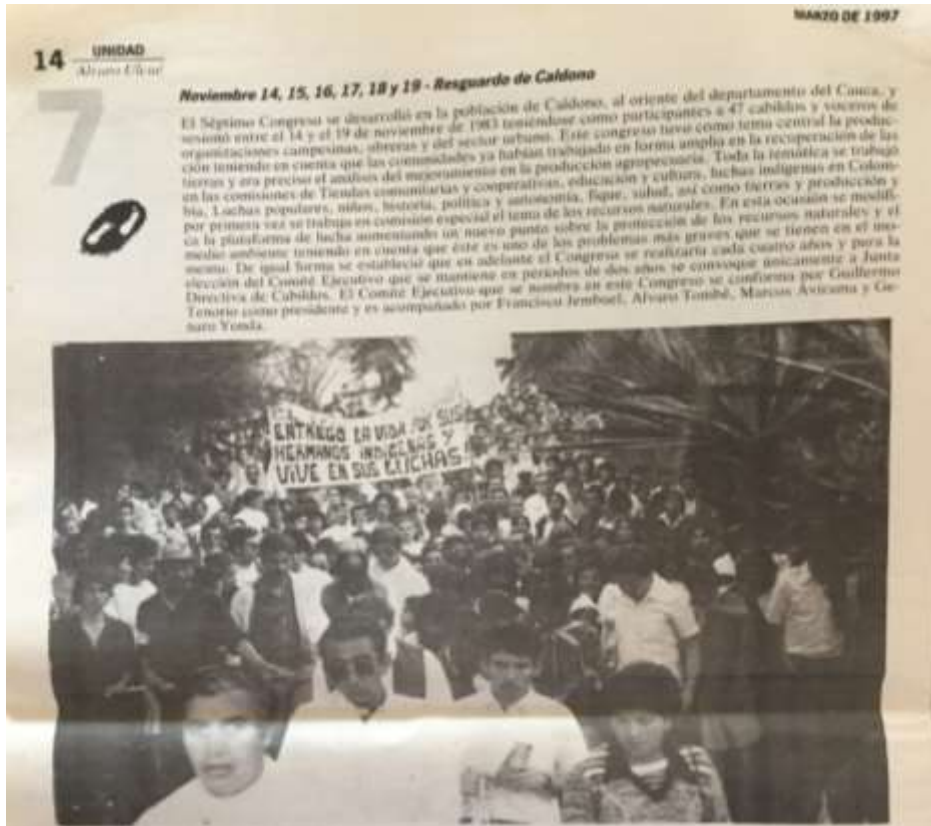 MARZO DE 1997
14 UNIDAD
Alvaro Ulcué
7
Noviembre 14, 15, 16, 17, 18 y 19 - Resguardo de Caldono
El Séptimo Congreso se desarrolló en la población de Caldono, al oriente del departamento del Cauca, y
sesionó entre el 14 y el 19 de noviembre de 1983 teniéndose como participantes a 47 cabildos y voceros de
organizaciones campesinas, obreras y del sector urbano. Este congreso tuvo como tema central la produc-
ción teniendo en cuenta que las comunidades ya habían trabajado en forma amplia en la recuperación de las
tierras y era preciso el análisis del mejoramiento en la producción agropecuaria. Toda la temática se trabajó
en las comisiones de Tiendas comunitarias y cooperativas, educación y cultura, luchas indígenas en Colom-
bia, Luchas populares, niños, historia, política y autonomía, fique, salud, así como tierras y producción y
por primera vez se trabaja en comisión especial el tema de los recursos naturales. En esta ocasión se modifi-
ca la plataforma de lucha aumentando un nuevo punto sobre la protección de los recursos naturales y el
medio ambiente teniendo en cuenta que éste es uno de los problemas más graves que se tienen en el mo-
mento. De igual forma se estableció que en adelante el Congreso se realizaría cada cuatro años y para la
elección del Comité Ejecutivo que se mantiene en períodos de dos años se convoque unicamente a Junta
Directiva de Cabildos. El Comité Ejecutivo que se nombra en este Congreso se conforma por Guillermo
Tenorio como presidente y es acompañado por Francisco Jembuel, Alvaro Tombé, Marcos Avirama y Ge-
naro Yonda.
ENTREGO LA VIDA POR SUS
HERMANOS INDIGENAS Y
VIVE EN SUS LUCHAS